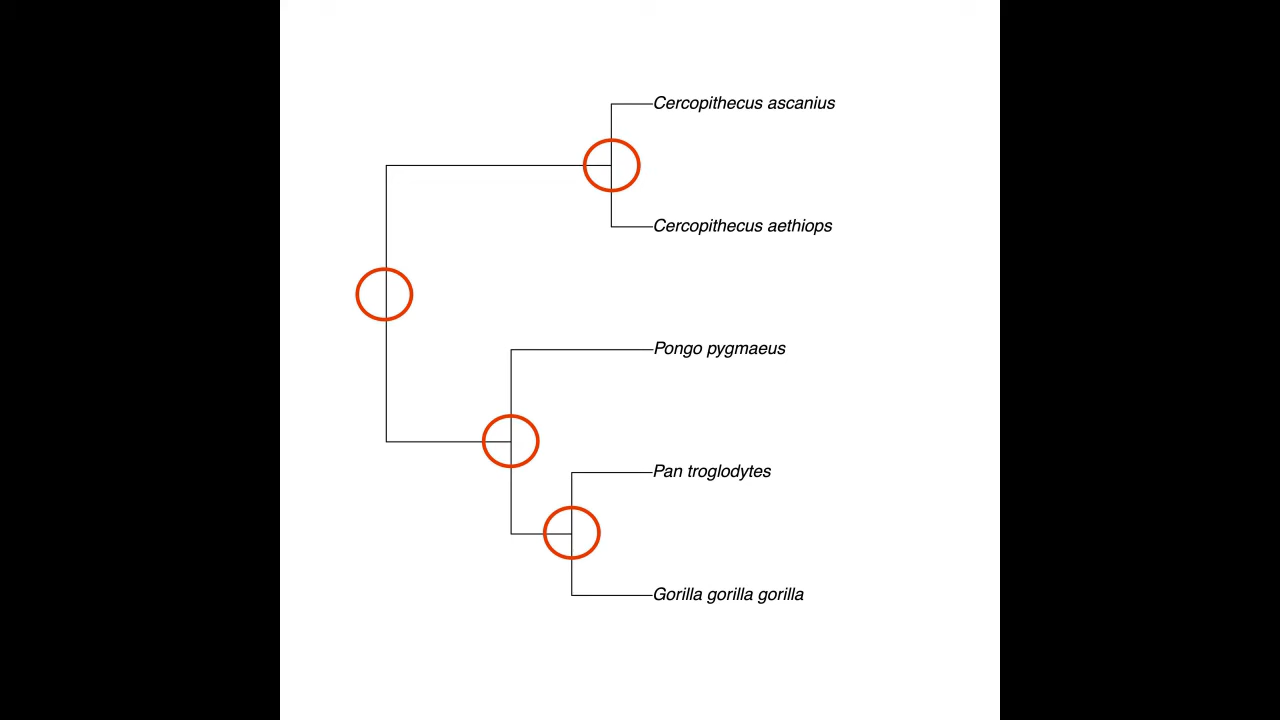 Cercopithecus ascanius
Cercopithecus aethiops
Pongo pygmaeus
Pan troglodytes
Gorilla gorilla gorilla